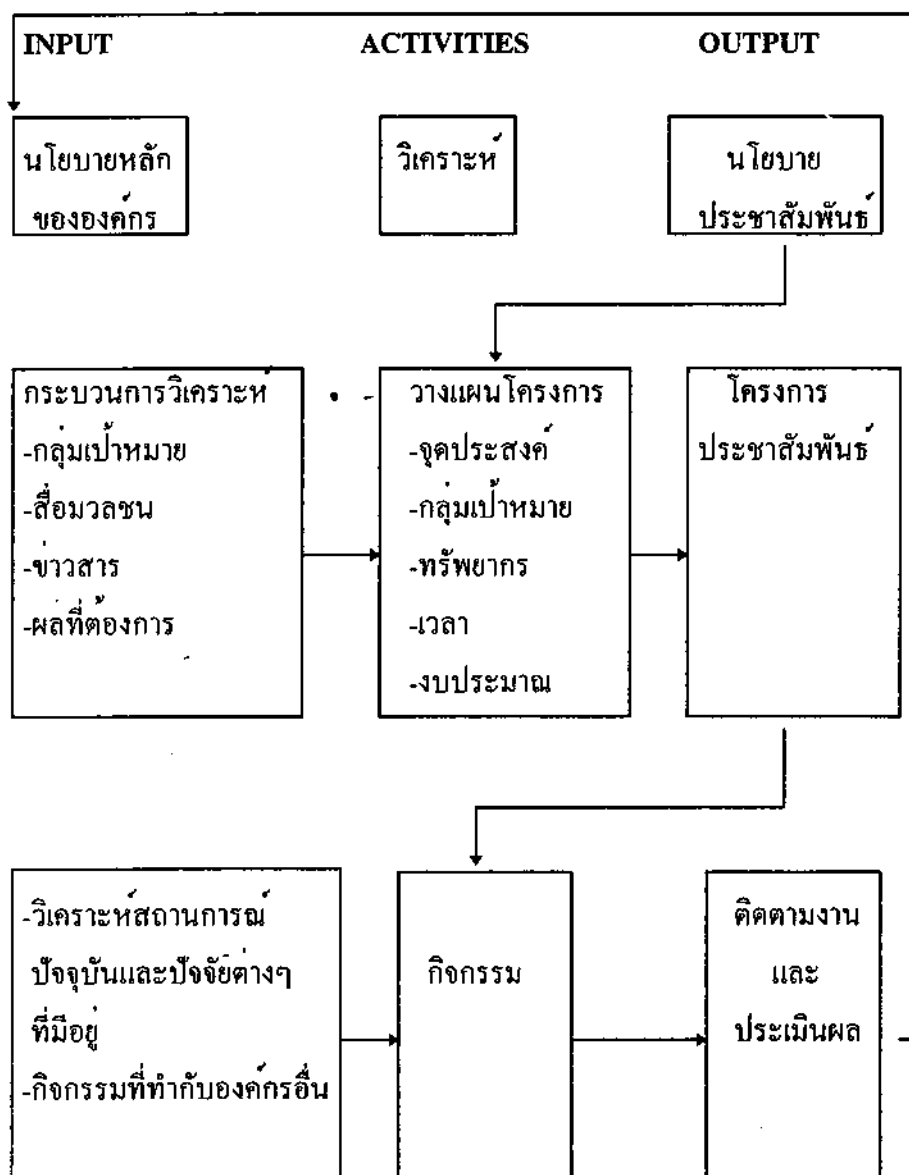 INPUT ACTIVITIES OUTPUT
นโยบายหลัก
ขององค์กร
วิเคราะห์
นโยบาย
ประชาสัมพันธ์
กระบวนการวิเคราะห์
-กลุ่มเป้าหมาย
-สื่อมวลชน
-ข่าวสาร
-ผลที่ต้องการ
วางแผนโครงการ
-จุดประสงค์
-กลุ่มเป้าหมาย
-ทรัพยากร
-เวลา
-งบประมาณ
โครงการ
ประชาสัมพันธ์
-วิเคราะห์สถานการณ์
ปัจจุบันและปัจจัยต่างๆ
ที่มีอยู่
-กิจกรรมที่ทำกับองค์กรอื่น
กิจกรรม
ติดตามงาน
และ
ประเมินผล